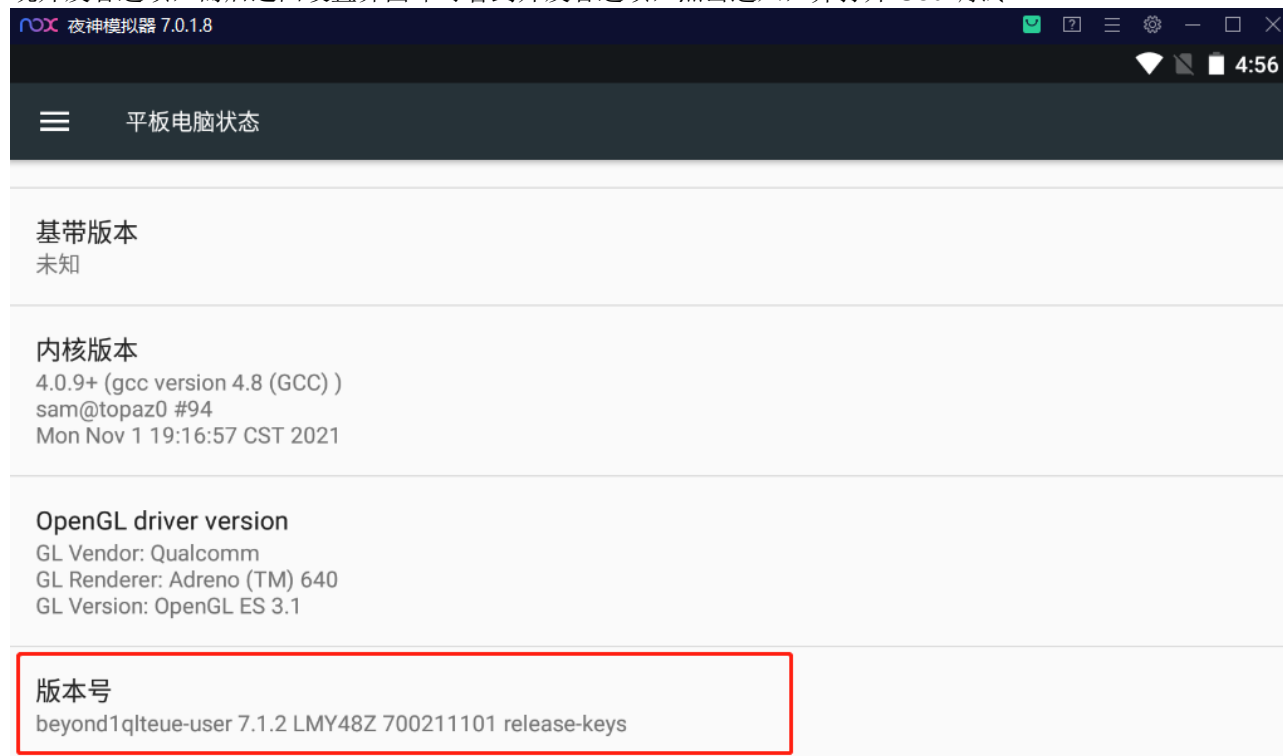 nox 夜神模拟器 7.0.1.8
4:56
平板电脑状态
基带版本
未知
内核版本
4.0.9+ (gcc version 4.8 (GCC) )
sam@topaz0 #94
Mon Nov 1 19:16:57 CST 2021
OpenGL driver version
GL Vendor: Qualcomm
GL Renderer: Adreno (TM) 640
GL Version: OpenGL ES 3.1
版本号
beyond1qlteue-user 7.1.2 LMY48Z 700211101 release-keys